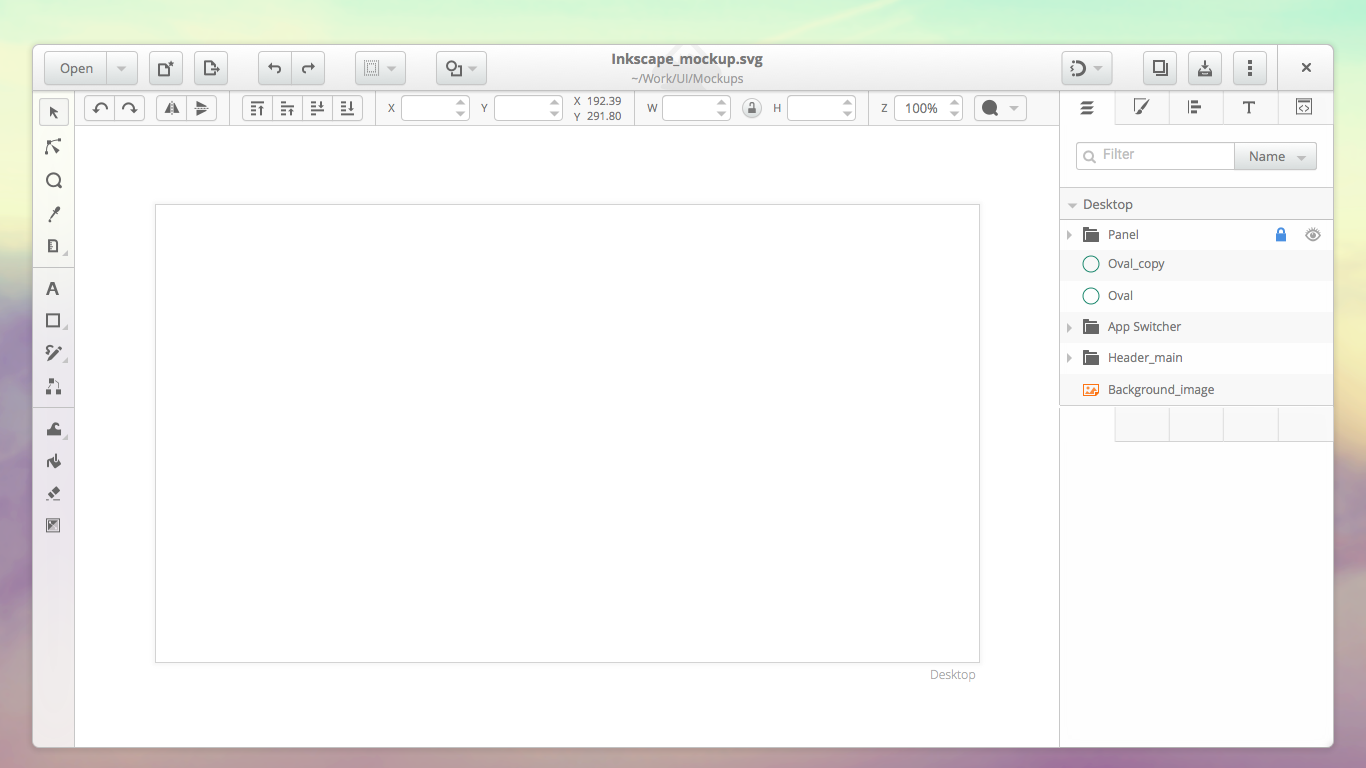 Open
Inkscape_mockup.svg
~/Work/UI/Mockups
X
Y
X 192.39
Y 291.80
W
H
Z 100%
Filter
Name
Desktop
Panel
Oval_copy
Oval
App Switcher
Header_main
Background_image
Desktop